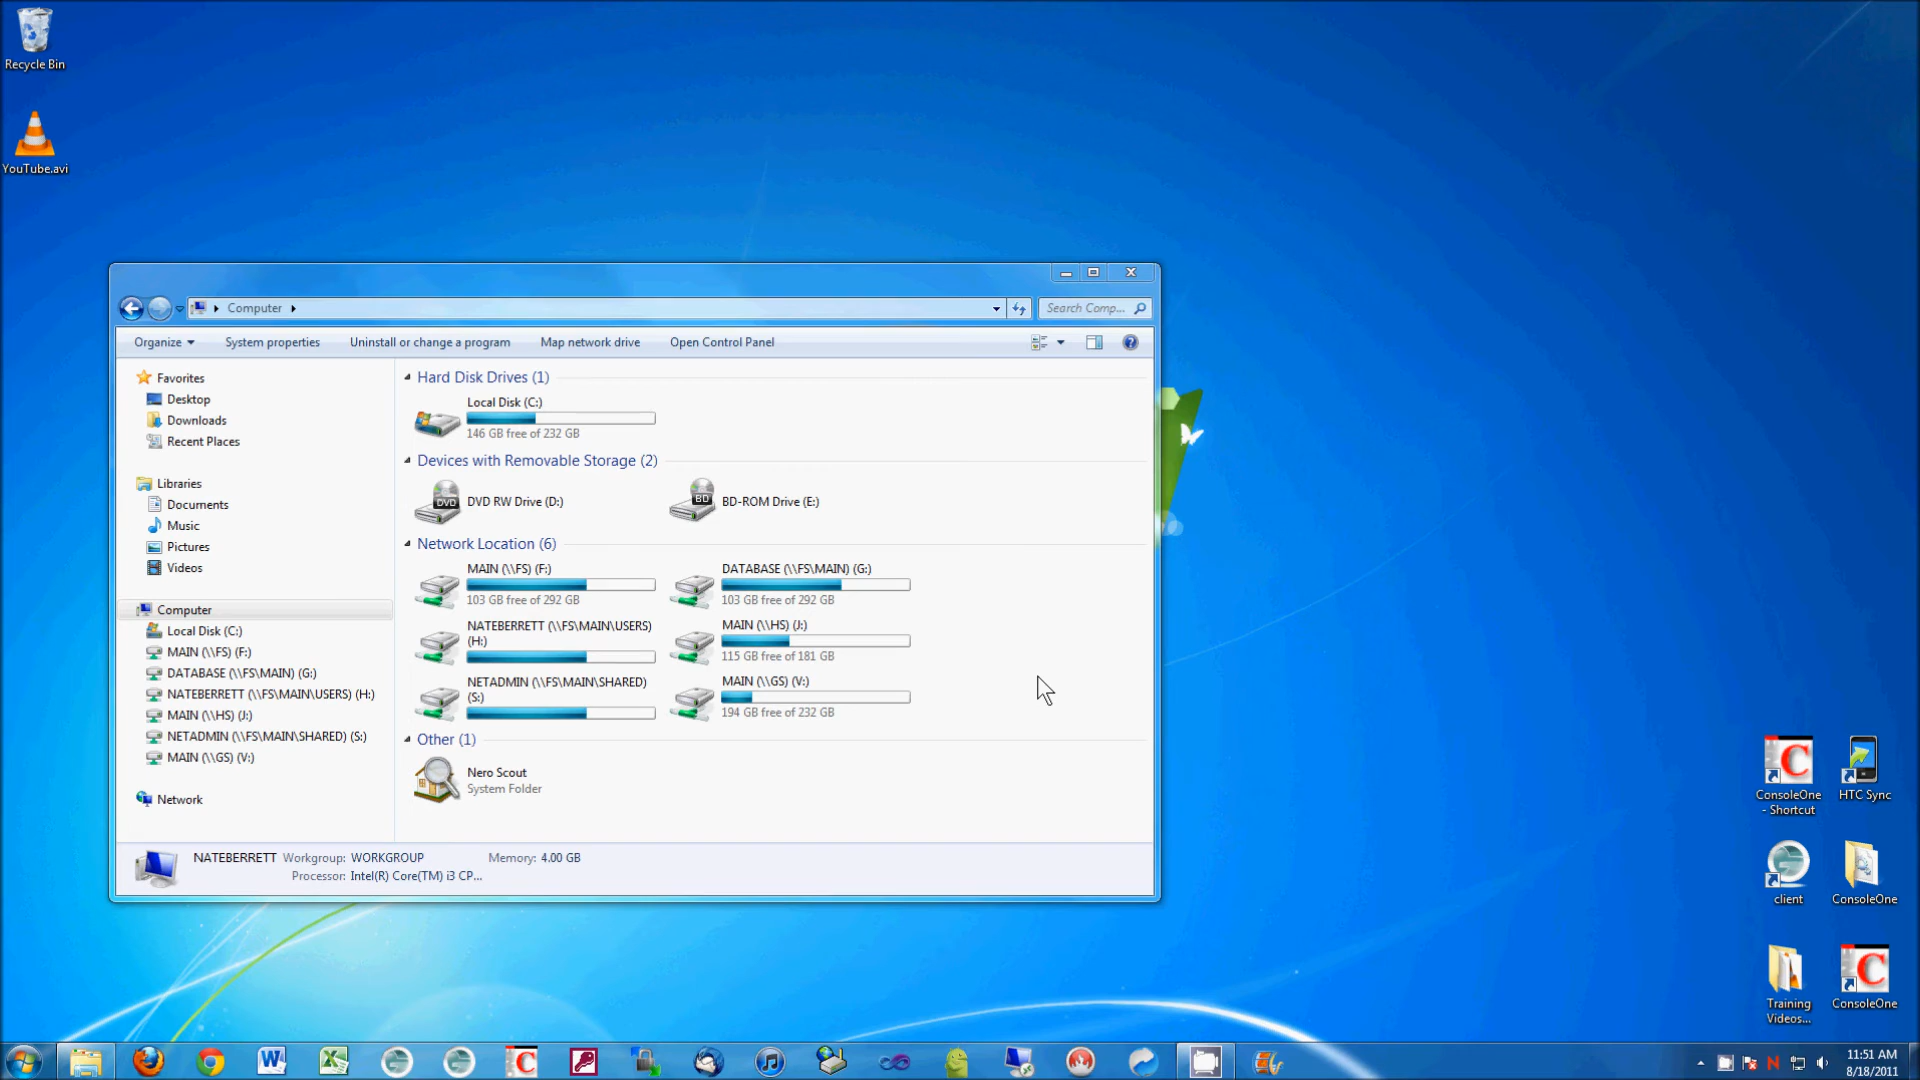 Recycle Bin
YouTube.avi
Computer
Search Comp...
Organize
System properties
Uninstall or change a program
Map network drive
Open Control Panel
Favorites
Desktop
Downloads
Recent Places
Libraries
Documents
Music
Pictures
Videos
Computer
Local Disk (C:)
MAIN (\\FS) (F:)
DATABASE (\\FS\MAIN) (G:)
NATEBERRETT (\\FS\MAIN\USERS) (H:)
MAIN (\\HS) (J:)
NETADMIN (\\FS\MAIN\SHARED) (S:)
MAIN (\\GS) (V:)
Network
Hard Disk Drives (1)
Local Disk (C:)
146 GB free of 232 GB
Devices with Removable Storage (2)
DVD
DVD RW Drive (D:)
BD
BD-ROM Drive (E:)
Network Location (6)
MAIN (\\FS) (F:)
103 GB free of 292 GB
DATABASE (\\FS\MAIN) (G:)
103 GB free of 292 GB
NATEBERRETT (\\FS\MAIN\USERS)
(H:)
MAIN (\\HS) (J:)
115 GB free of 181 GB
NETADMIN (\\FS\MAIN\SHARED)
(S:)
MAIN (\\GS) (V:)
194 GB free of 232 GB
Other (1)
Nero Scout
System Folder
NATEBERRETT Workgroup: WORKGROUP Memory: 4.00 GB
Processor: Intel(R) Core(TM) i3 CP...
ConsoleOne
- Shortcut
HTC Sync
client
ConsoleOne
Training
Videos...
ConsoleOne
11:51 AM
8/18/2011